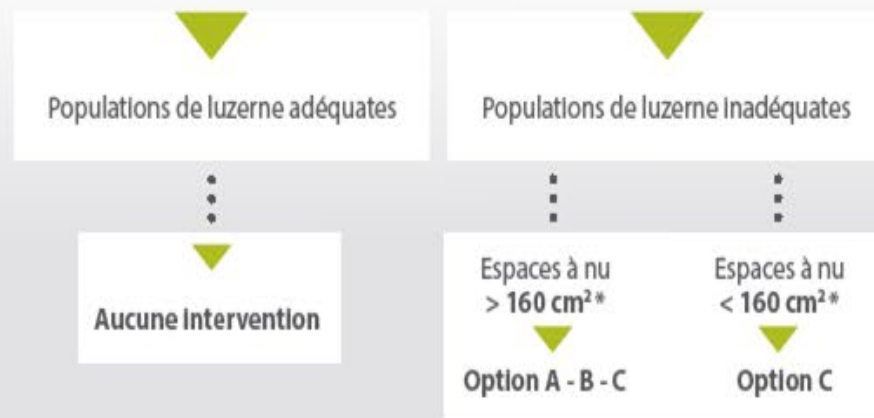 Populations de luzerne adéquates
Populations de luzerne inadéquates
Aucune intervention
Espaces à nu
> 160 cm²*
Option A - B - C
Espaces à nu
< 160 cm²*
Option C